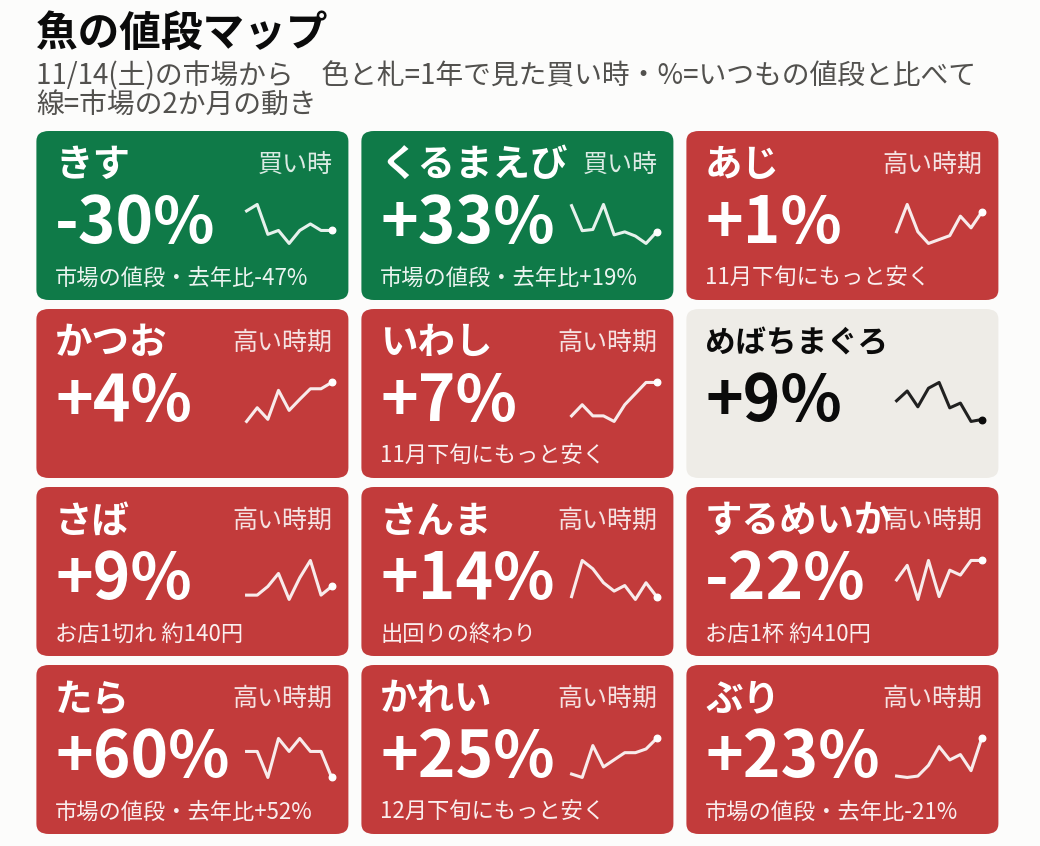 魚の値段マップ
11/14(土)の市場から　色と札=1年で見た買い時・%=いつもの値段と比べて
線=市場の2か月の動き
きす 買い時
-30%
市場の値段・去年比-47%
くるまえび 買い時
+33%
市場の値段・去年比+19%
あじ 高い時期
+1%
11月下旬にもっと安く
かつお 高い時期
+4%
いわし 高い時期
+7%
11月下旬にもっと安く
めばちまぐろ
+9%
さば 高い時期
+9%
お店1切れ 約140円
さんま 高い時期
+14%
出回りの終わり
するめいか 高い時期
-22%
お店1杯 約410円
たら 高い時期
+60%
市場の値段・去年比+52%
かれい 高い時期
+25%
12月下旬にもっと安く
ぶり 高い時期
+23%
市場の値段・去年比-21%